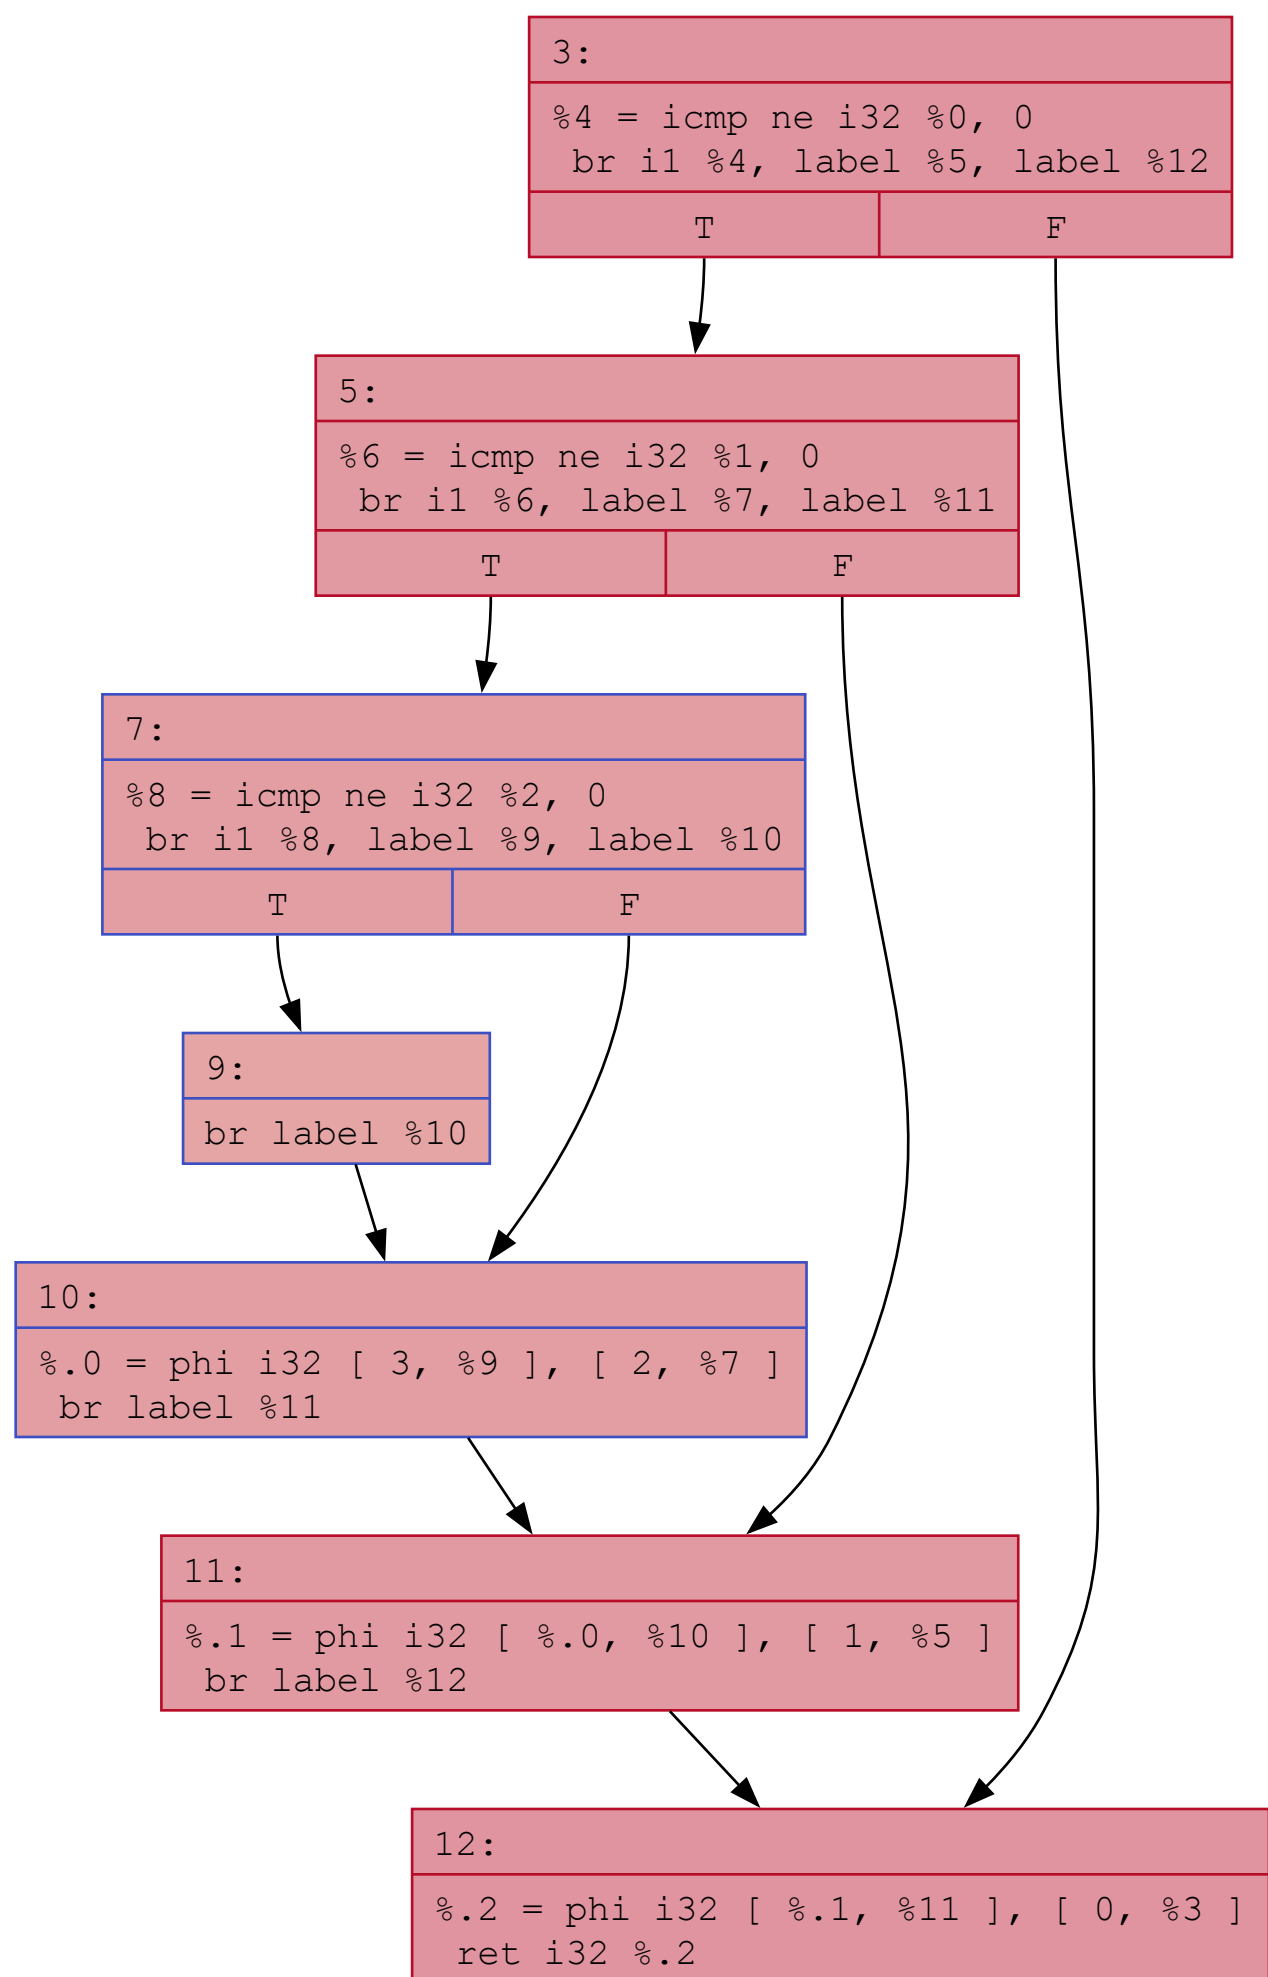 3:
%4 = icmp ne i32 %0, 0
br i1 %4, label %5, label %12
T F
5:
%6 = icmp ne i32 %1, 0
br i1 %6, label %7, label %11
T F
7:
%8 = icmp ne i32 %2, 0
br i1 %8, label %9, label %10
T F
9:
br label %10
10:
%.0 = phi i32 [ 3, %9 ], [ 2, %7 ]
br label %11
11:
%.1 = phi i32 [ %.0, %10 ], [ 1, %5 ]
br label %12
12:
%.2 = phi i32 [ %.1, %11 ], [ 0, %3 ]
ret i32 %.2